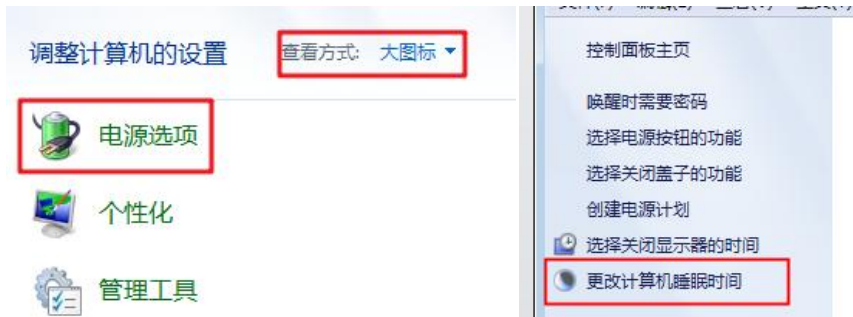 调整计算机的设置
查看方式: 大图标
电源选项
个性化
管理工具
控制面板主页
唤醒时需要密码
选择电源按钮的功能
选择关闭盖子的功能
创建电源计划
选择关闭显示器的时间
更改计算机睡眠时间